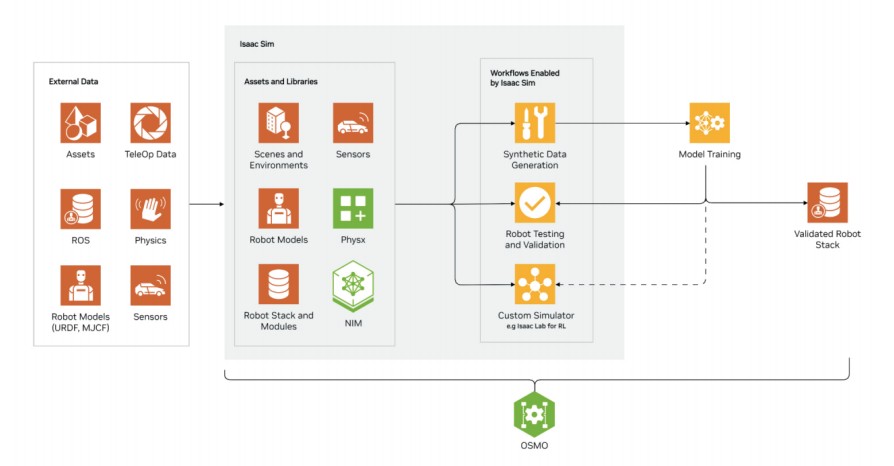 Isaac Sim
External Data
Assets
TeleOp Data
ROS
Physics
Robot Models
(URDF, MJCF)
Sensors
Assets and Libraries
Scenes and
Environments
Sensors
Robot Models
Physx
Robot Stack and
Modules
NIM
Workflows Enabled
by Isaac Sim
Synthetic Data
Generation
Robot Testing
and Validation
Custom Simulator
e.g Isaac Lab for RL
Model Training
Validated Robot
Stack
OSMO